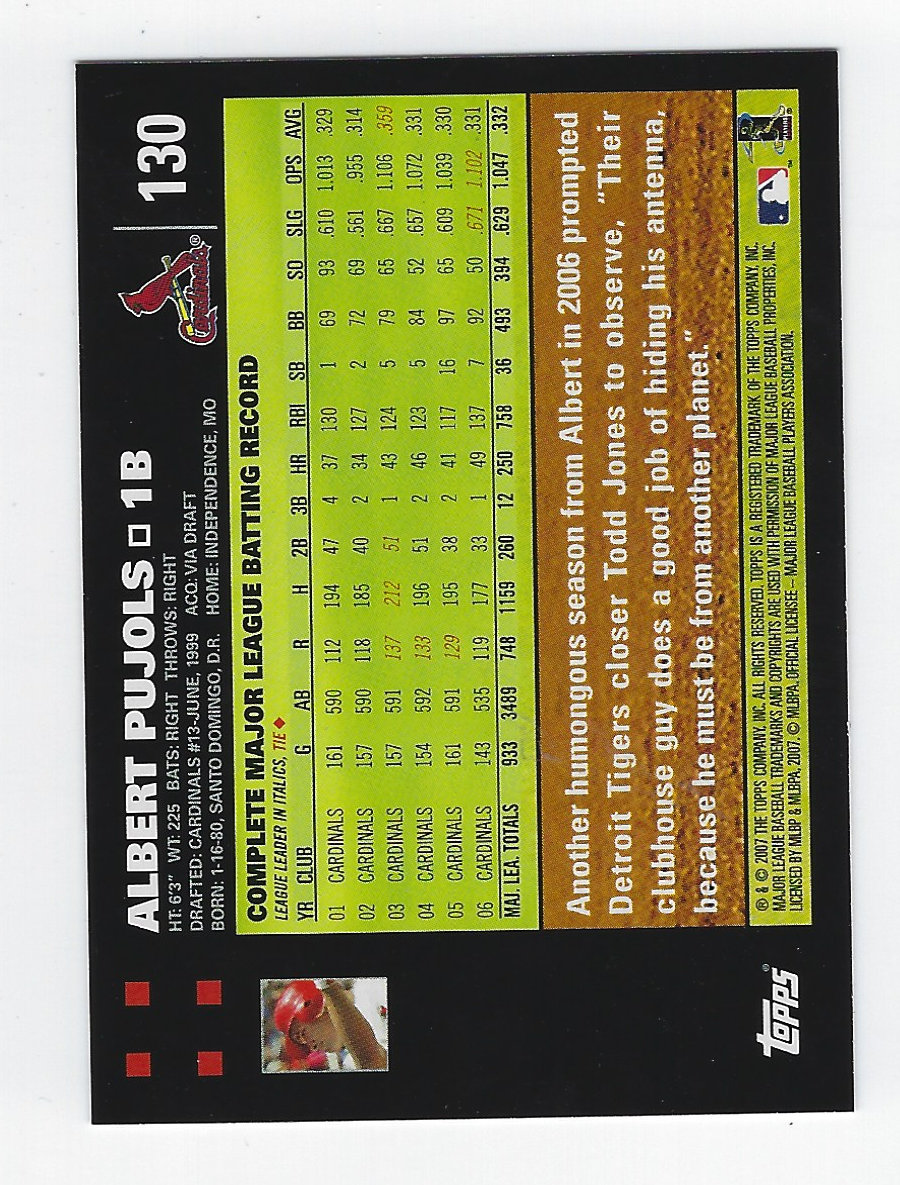 ALBERT PUJOLS □ 1B
HT: 6'3" WT: 225 BATS: RIGHT THROWS: RIGHT
DRAFTED: CARDINALS #13-JUNE, 1999 ACQ: VIA DRAFT
BORN: 1-16-80, SANTO DOMINGO, D.R. HOME: INDEPENDENCE, MO
Cardinals®
130
COMPLETE MAJOR LEAGUE BATTING RECORD
LEAGUE LEADER IN ITALICS, TIE♦
YR CLUB G AB R H 2B 3B HR RBI SB BB SO SLG OPS AVG
01 CARDINALS 161 590 112 194 47 4 37 130 1 69 93 .610 1.013 .329
02 CARDINALS 157 590 118 185 40 2 34 127 2 72 69 .561 .955 .314
03 CARDINALS 157 591 137 212 51 1 43 124 5 79 65 .667 1.106 .359
04 CARDINALS 154 592 133 196 51 2 46 123 5 84 52 .657 1.072 .331
05 CARDINALS 161 591 129 195 38 2 41 117 16 97 65 .609 1.039 .330
06 CARDINALS 143 535 119 177 33 1 49 137 7 92 50 .671 1.102 .331
MAJ. LEA. TOTALS 933 3489 748 1159 260 12 250 758 36 493 394 .629 1.047 .332
Another humongous season from Albert in 2006 prompted
Detroit Tigers closer Todd Jones to observe, "Their
clubhouse guy does a good job of hiding his antenna,
because he must be from another planet."
® & © 2007 THE TOPPS COMPANY, INC. ALL RIGHTS RESERVED. TOPPS IS A REGISTERED TRADEMARK OF THE TOPPS COMPANY, INC.
MAJOR LEAGUE BASEBALL TRADEMARKS AND COPYRIGHTS ARE USED WITH PERMISSION OF MAJOR LEAGUE BASEBALL PROPERTIES, INC.
LICENSED BY MLBP & MLBPA, 2007. © MLBPA. OFFICIAL LICENSEE - MAJOR LEAGUE BASEBALL PLAYERS ASSOCIATION.
™
topps®